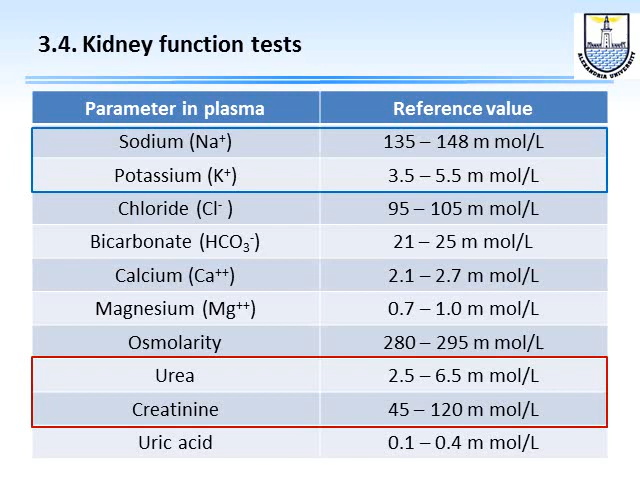 3.4. Kidney function tests
ALEXANDRIA UNIVERSITY
Parameter in plasma Reference value
Sodium (Na⁺) 135 – 148 m mol/L
Potassium (K⁺) 3.5 – 5.5 m mol/L
Chloride (Cl⁻ ) 95 – 105 m mol/L
Bicarbonate (HCO₃⁻) 21 – 25 m mol/L
Calcium (Ca⁺⁺) 2.1 – 2.7 m mol/L
Magnesium (Mg⁺⁺) 0.7 – 1.0 m mol/L
Osmolarity 280 – 295 m mol/L
Urea 2.5 – 6.5 m mol/L
Creatinine 45 – 120 m mol/L
Uric acid 0.1 – 0.4 m mol/L